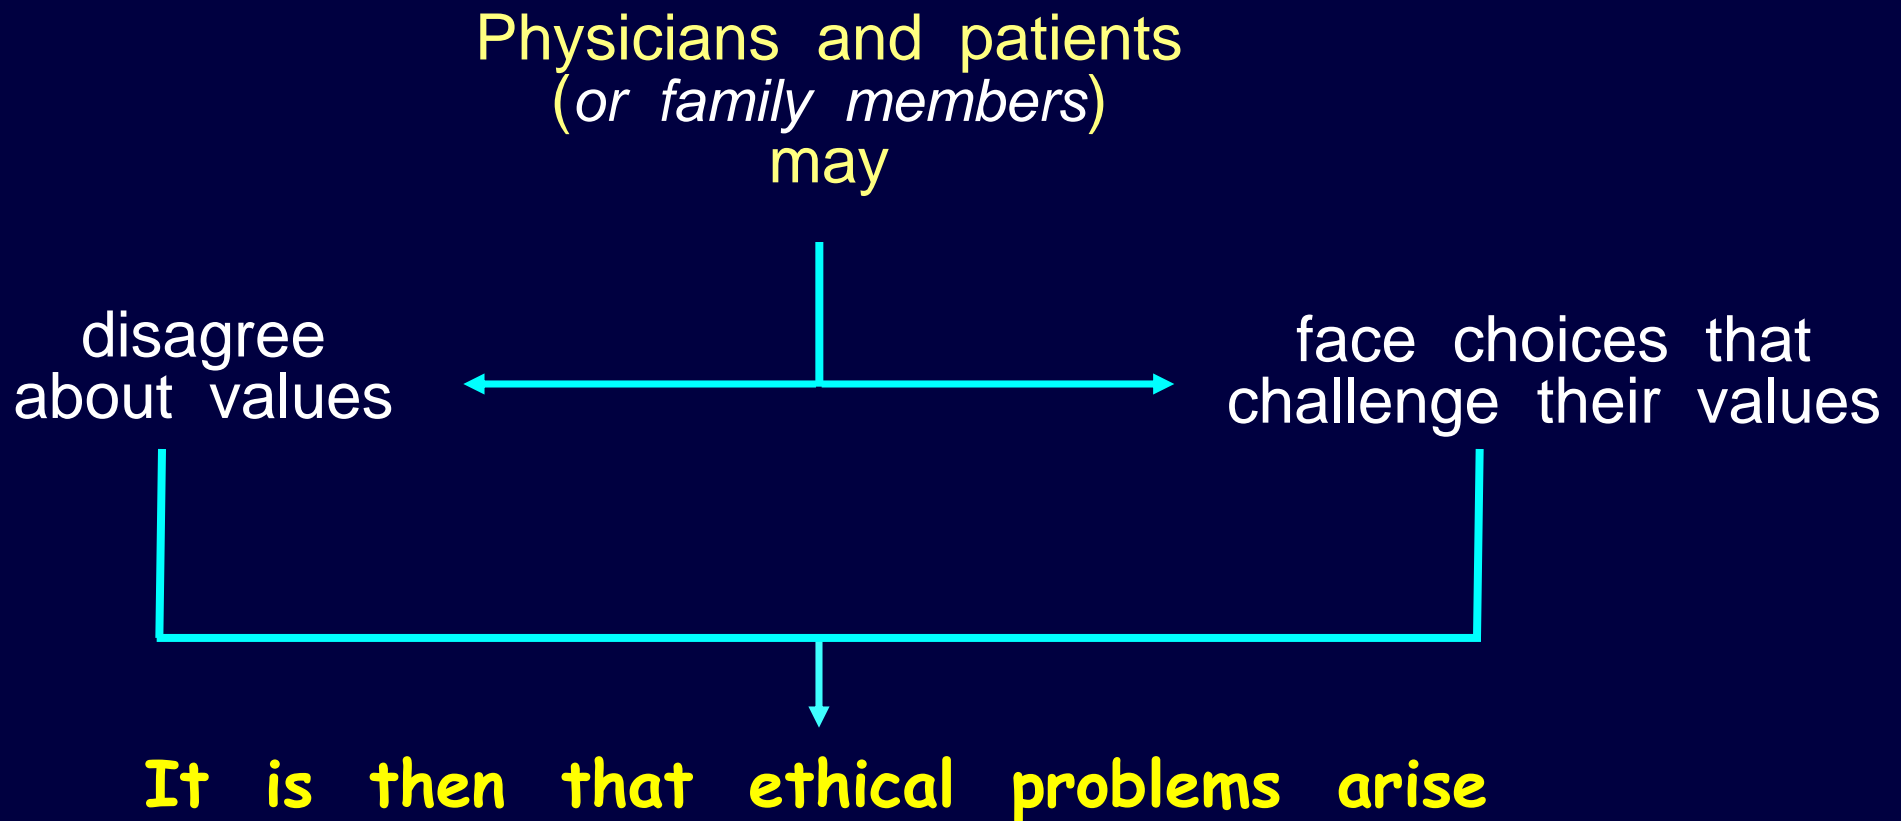 Physicians and patients
(or family members)
may
disagree
about values
face choices that
challenge their values
It is then that ethical problems arise